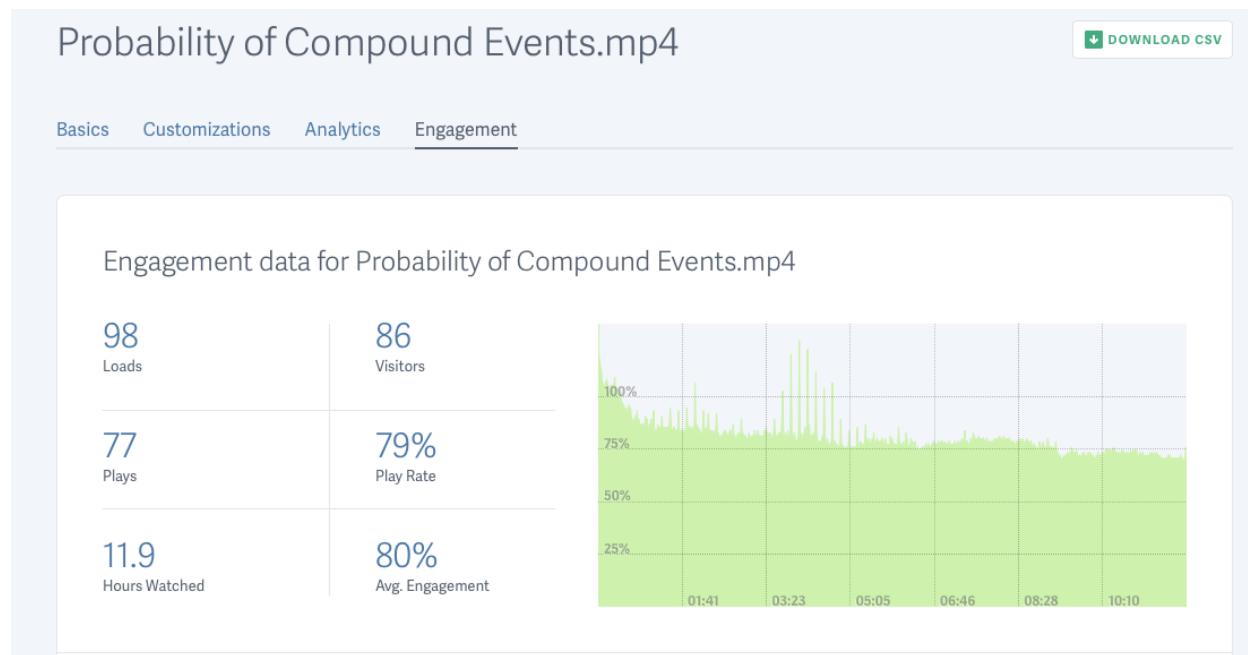 Probability of Compound Events.mp4
DOWNLOAD CSV
Basics Customizations Analytics Engagement
Engagement data for Probability of Compound Events.mp4
98
Loads
86
Visitors
77
Plays
79%
Play Rate
11.9
Hours Watched
80%
Avg. Engagement
100%
75%
50%
25%
01:41 03:23 05:05 06:46 08:28 10:10